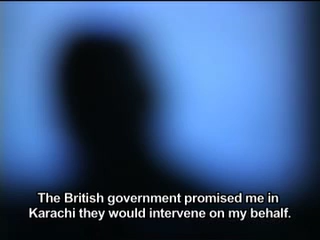 The British government promised me in
Karachi they would intervene on my behalf.